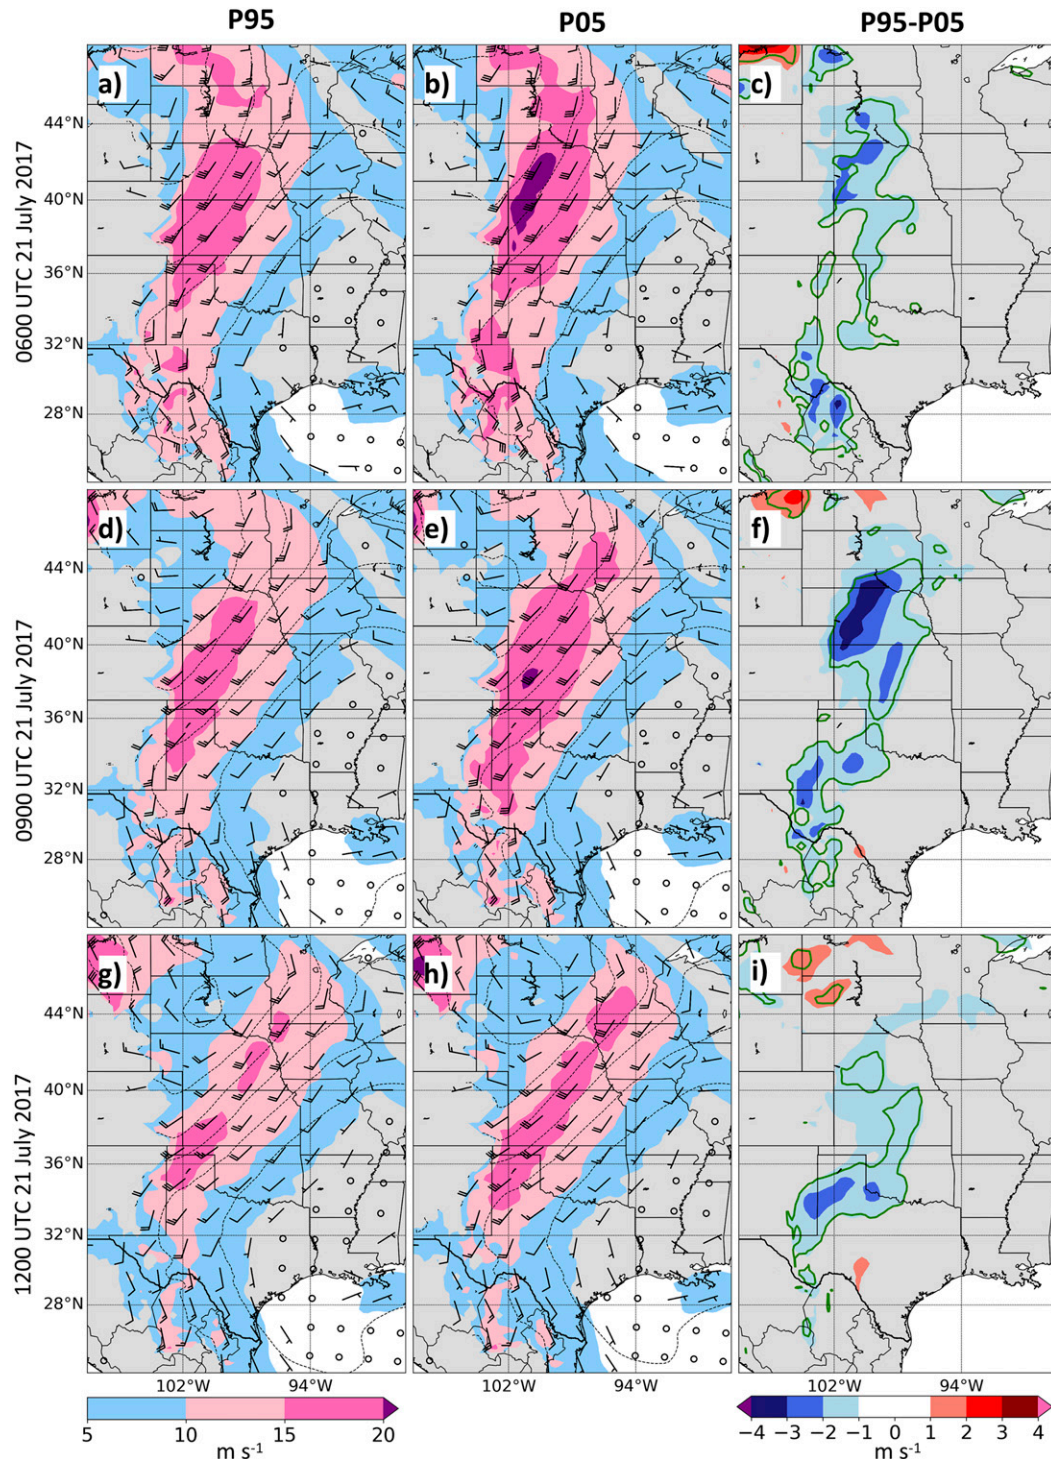 P95 P05 P95-P05
0600 UTC 21 July 2017
a) b) c)
44°N
40°N
36°N
32°N
28°N
0900 UTC 21 July 2017
d) e) f)
44°N
40°N
36°N
32°N
28°N
1200 UTC 21 July 2017
g) h) i)
44°N
40°N
36°N
32°N
28°N
102°W 94°W 102°W 94°W 102°W 94°W
5 10 15 20 −4 −3 −2 −1 0 1 2 3 4
m s-1 m s-1